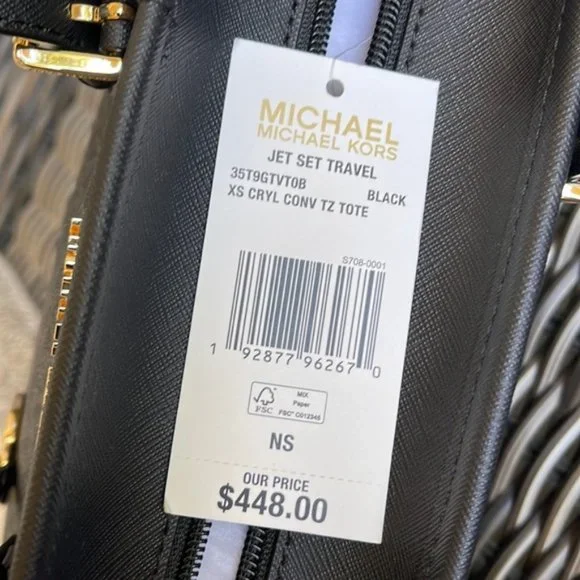 MICHAEL
MICHAEL KORS
JET SET TRAVEL
35T9GTVT0B BLACK
XS CRYL CONV TZ TOTE
S708-0001
1 92877 96267 0
FSC
MIX
Paper
FSC® C012345
NS
OUR PRICE
$448.00